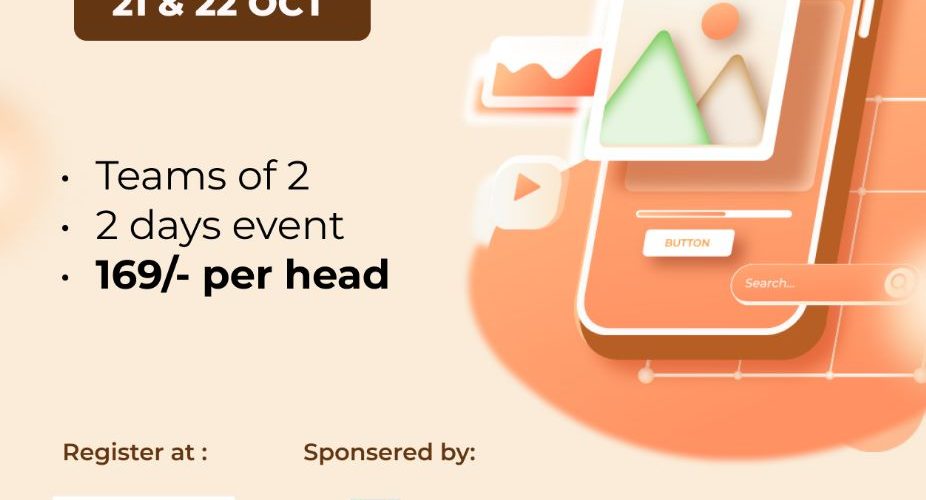 21 & 22 OCT
• Teams of 2
• 2 days event
• 169/- per head
BUTTON
Search...
Register at :
Sponsered by: